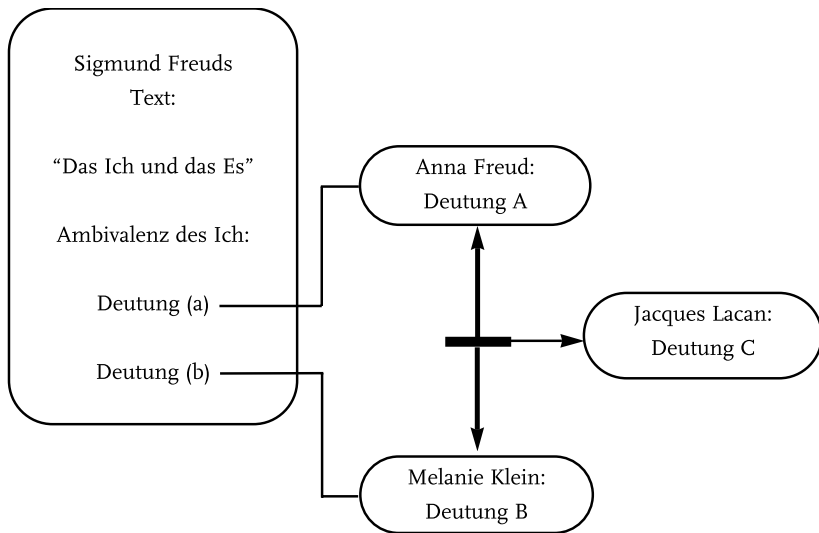 Sigmund Freuds
Text:
“Das Ich und das Es”
Ambivalenz des Ich:
Deutung (a)
Deutung (b)
Anna Freud:
Deutung A
Jacques Lacan:
Deutung C
Melanie Klein:
Deutung B